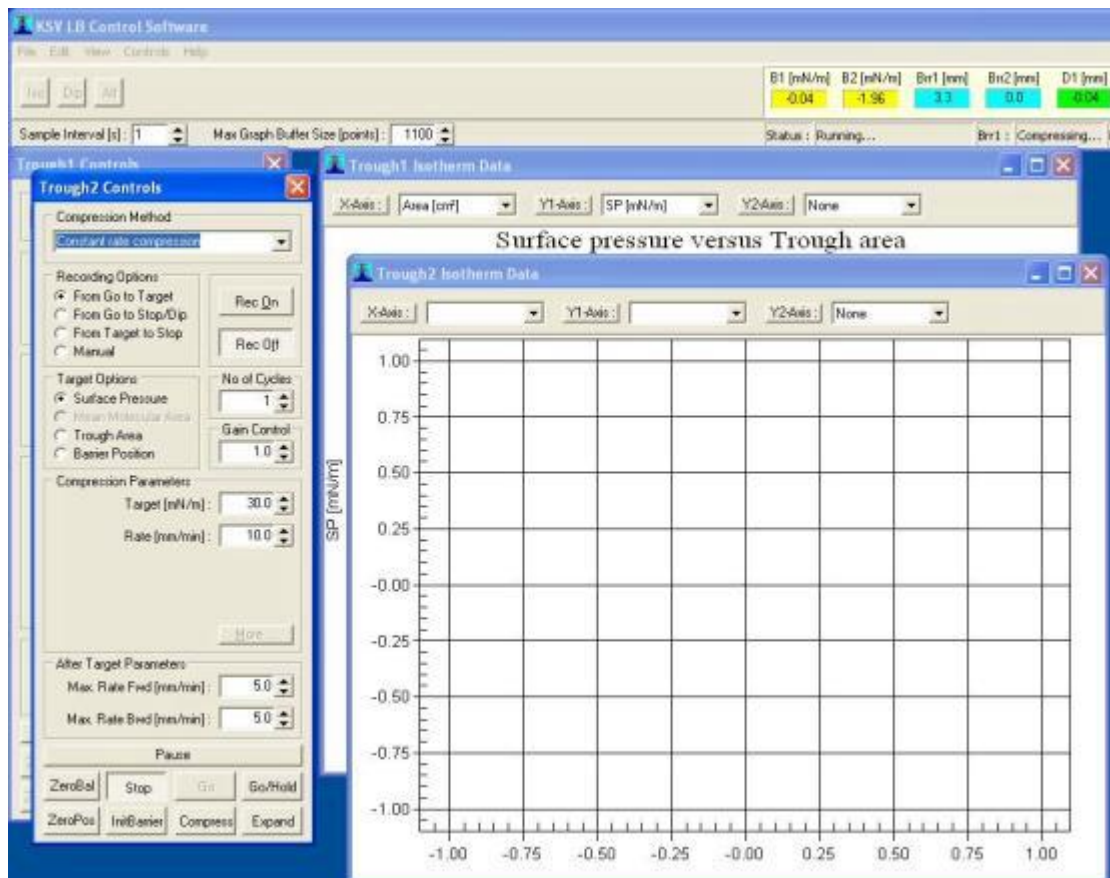 KSV LB Control Software
File Edit View Controls Help
Iso Dip Alt
B1 [mN/m] B2 [mN/m] Brr1 [mm] Brr2 [mm] D1 [mm]
-0.04 -1.96 3.3 0.0 -0.04
Sample Interval [s] : 1 Max Graph Buffer Size [points] : 1100 Status : Running... Brr1 : Compressing...
Trough1 Controls
Trough1 Isotherm Data
X-Axis : Area [cm²] Y1-Axis : SP [mN/m] Y2-Axis : None
Surface pressure versus Trough area
SP [mN/m]
Trough2 Controls
Compression Method
Constant rate compression
Recording Options
From Go to Target
From Go to Stop/Dip
From Target to Stop
Manual
Rec On
Rec Off
Target Options
Surface Pressure
Mean Molecular Area
Trough Area
Barrier Position
No of Cycles
1
Gain Control
1.0
Compression Parameters
Target [mN/m] : 30.0
Rate [mm/min] : 10.0
More...
After Target Parameters
Max. Rate Fwd [mm/min] : 5.0
Max. Rate Bwd [mm/min] : 5.0
Pause
ZeroBal Stop Go Go/Hold
ZeroPos InitBarrier Compress Expand
Trough2 Isotherm Data
X-Axis : Y1-Axis : Y2-Axis : None
1.00
0.75
0.50
0.25
-0.00
-0.25
-0.50
-0.75
-1.00
-1.00 -0.75 -0.50 -0.25 -0.00 0.25 0.50 0.75 1.00